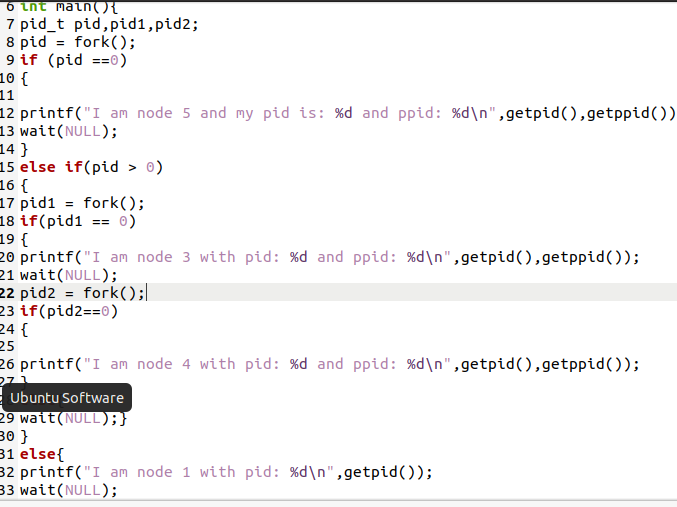 6 int main(){
7 pid_t pid,pid1,pid2;
8 pid = fork();
9 if (pid ==0)
10 {
11
12 printf("I am node 5 and my pid is: %d and ppid: %d\n",getpid(),getppid())
13 wait(NULL);
14 }
15 else if(pid > 0)
16 {
17 pid1 = fork();
18 if(pid1 == 0)
19 {
20 printf("I am node 3 with pid: %d and ppid: %d\n",getpid(),getppid());
21 wait(NULL);
22 pid2 = fork();
23 if(pid2==0)
24 {
25
26 printf("I am node 4 with pid: %d and ppid: %d\n",getpid(),getppid());
27 }
Ubuntu Software
29 wait(NULL);}
30 }
31 else{
32 printf("I am node 1 with pid: %d\n",getpid());
33 wait(NULL);